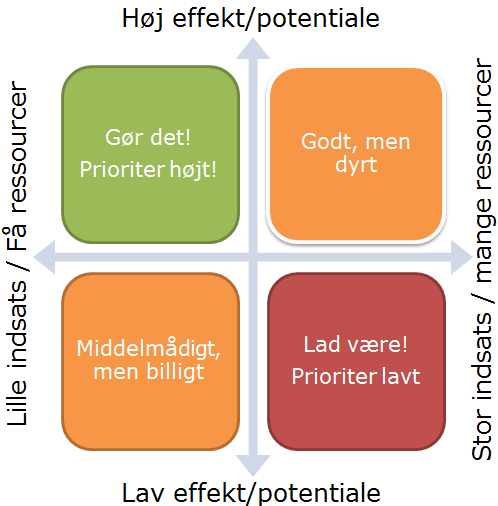 Høj effekt/potentiale
Lille indsats / Få ressourcer
Gør det!
Prioriter højt!
Godt, men
dyrt
Stor indsats / mange ressourcer
Middelmådigt,
men billigt
Lad være!
Prioriter lavt
Lav effekt/potentiale